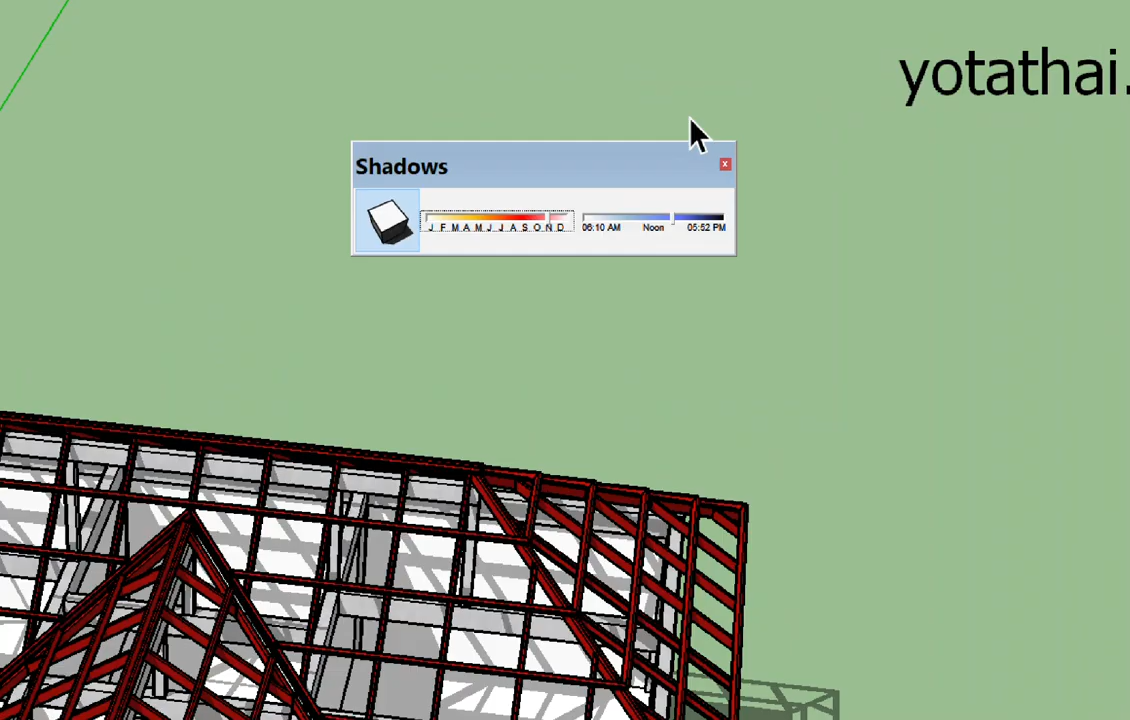 yotathai.
Shadows
x
J F M A M J J A S O N D
06:10 AM Noon 05:52 PM